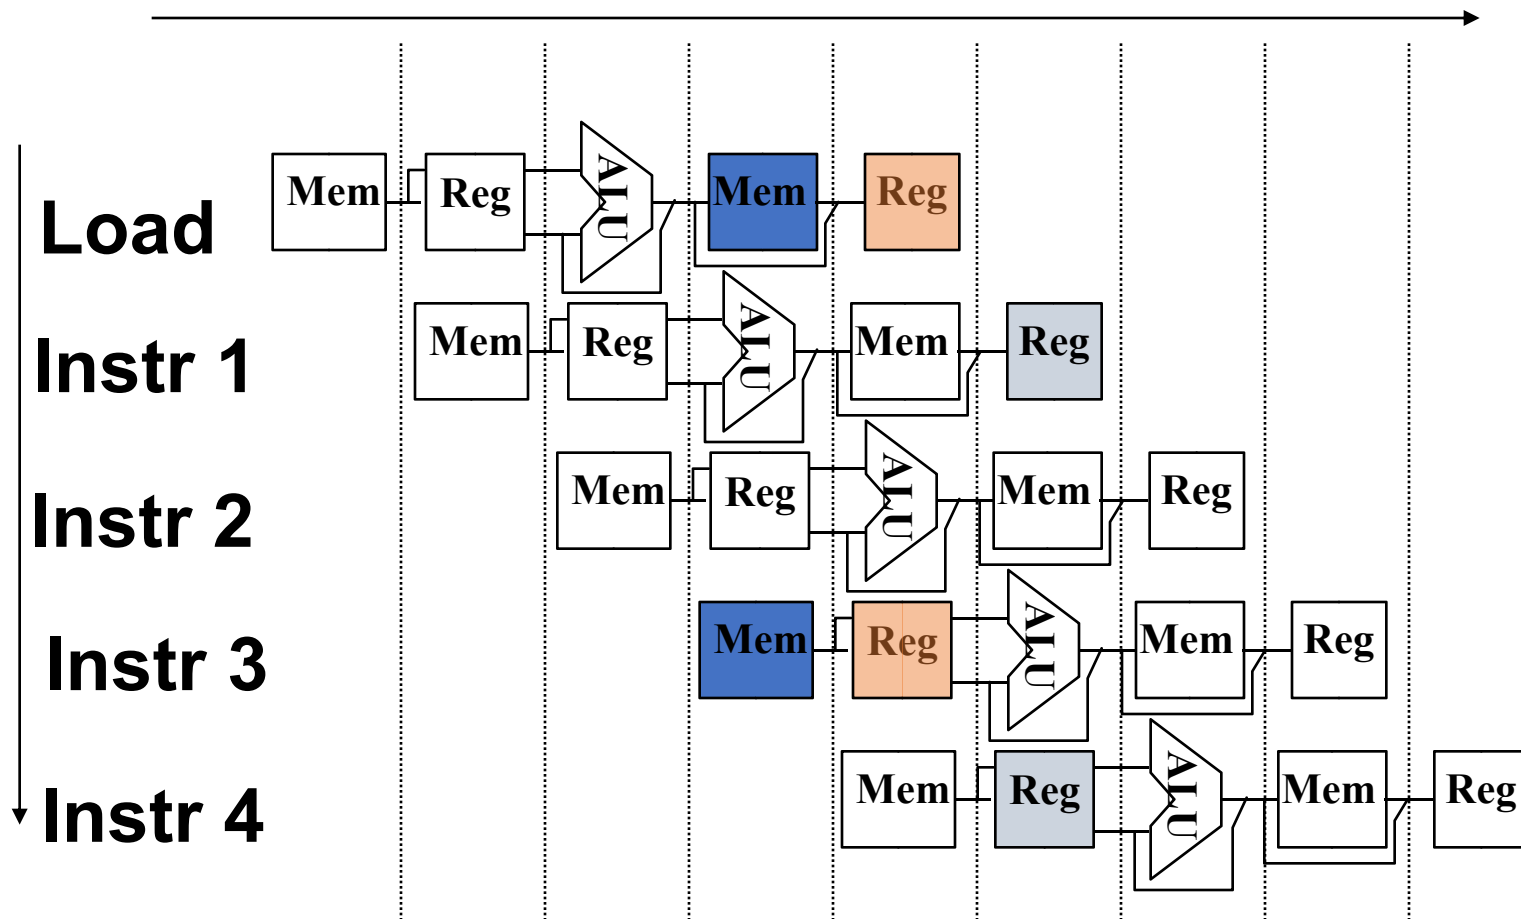 Load Mem Reg ALU Mem Reg
Instr 1 Mem Reg ALU Mem Reg
Instr 2 Mem Reg ALU Mem Reg
Instr 3 Mem Reg ALU Mem Reg
Instr 4 Mem Reg ALU Mem Reg